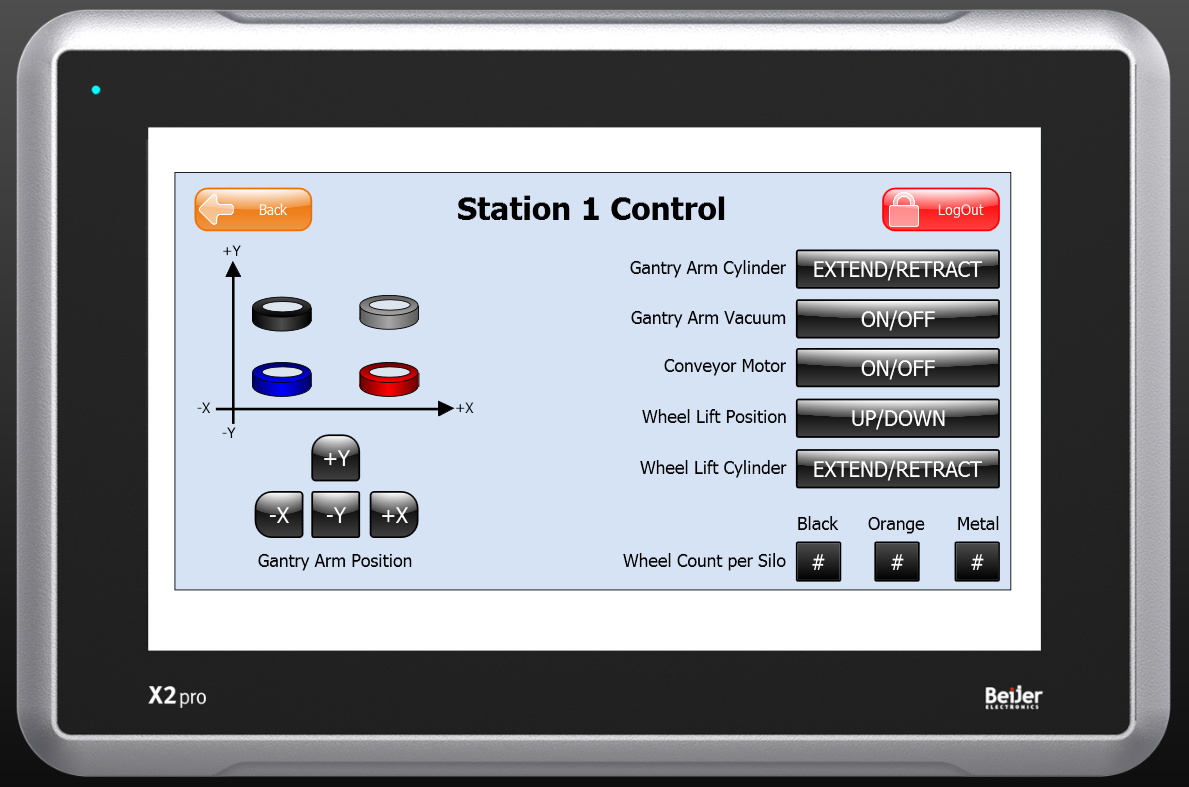 Back
Station 1 Control
LogOut
+Y
-X
+X
-Y
+Y
-X
-Y
+X
Gantry Arm Position
Gantry Arm Cylinder EXTEND/RETRACT
Gantry Arm Vacuum ON/OFF
Conveyor Motor ON/OFF
Wheel Lift Position UP/DOWN
Wheel Lift Cylinder EXTEND/RETRACT
Black Orange Metal
Wheel Count per Silo # # #
X2 pro
Beijer
ELECTRONICS